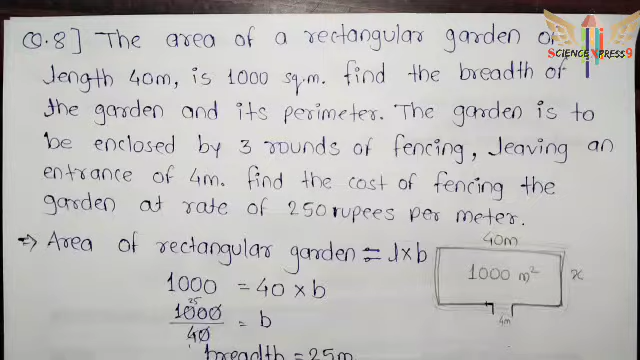 Q.8] The area of a rectangular garden of
length 40m, is 1000 sq.m. find the breadth of
the garden and its perimeter. The garden is to
be enclosed by 3 rounds of fencing, leaving an
entrance of 4m. find the cost of fencing the
garden at rate of 250 rupees per meter.
⇒ Area of rectangular garden = l×b
1000 = 40 × b
25
1000
40
= b
breadth = 25m
40m
1000 m²
x
4m
SCIENCE XPRESS9